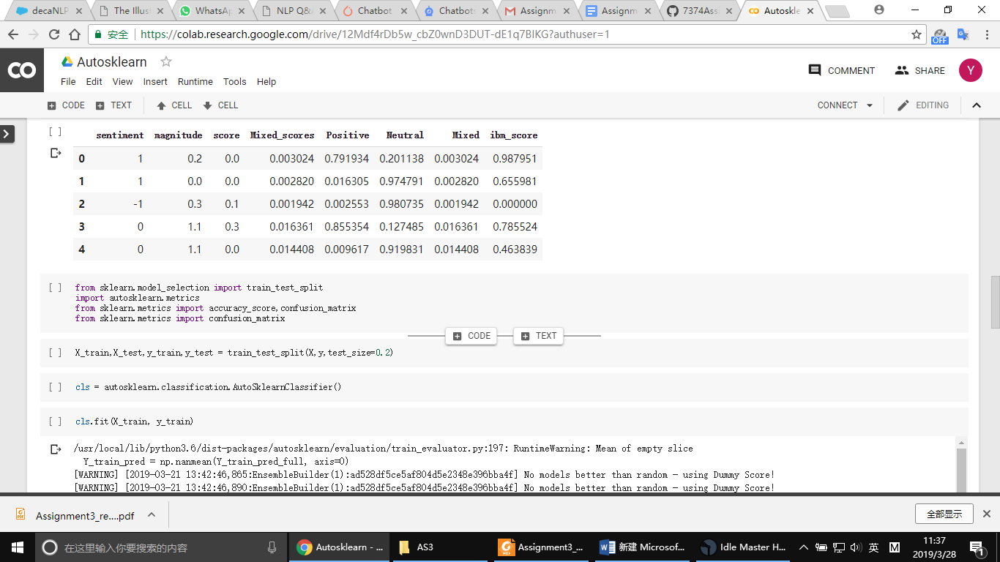 decaNLP
The Illus
WhatsAp
NLP Q&
Chatbot
Chatbots
Assignm
Assignm
7374Ass
Autoskle
安全
https://colab.research.google.com/drive/12Mdf4rDb5w_cbZ0wnD3DUT-dE1q7BIKG?authuser=1
OFF
CO
Autosklearn
File Edit View Insert Runtime Tools Help
COMMENT
SHARE
Y
CODE TEXT CELL CELL
CONNECT
EDITING
[ ]
sentiment magnitude score Mixed_scores Positive Neutral Mixed ibm_score
0 1 0.2 0.0 0.003024 0.791934 0.201138 0.003024 0.987951
1 1 0.0 0.0 0.002820 0.016305 0.974791 0.002820 0.655981
2 -1 0.3 0.1 0.001942 0.002553 0.980735 0.001942 0.000000
3 0 1.1 0.3 0.016361 0.855354 0.127485 0.016361 0.785524
4 0 1.1 0.0 0.014408 0.009617 0.919831 0.014408 0.463839
[ ] from sklearn.model_selection import train_test_split
import autosklearn.metrics
from sklearn.metrics import accuracy_score,confusion_matrix
from sklearn.metrics import confusion_matrix
CODE TEXT
[ ] X_train,X_test,y_train,y_test = train_test_split(X,y,test_size=0.2)
[ ] cls = autosklearn.classification.AutoSklearnClassifier()
[ ] cls.fit(X_train, y_train)
/usr/local/lib/python3.6/dist-packages/autosklearn/evaluation/train_evaluator.py:197: RuntimeWarning: Mean of empty slice
Y_train_pred = np.nanmean(Y_train_pred_full, axis=0)
[WARNING] [2019-03-21 13:42:46,865:EnsembleBuilder(1):ad528df5ce5af804d5e2348e396bba4f] No models better than random - using Dummy Score!
[WARNING] [2019-03-21 13:42:46,890:EnsembleBuilder(1):ad528df5ce5af804d5e2348e396bba4f] No models better than random - using Dummy Score!
Assignment3_re....pdf
全部显示
在这里输入你要搜索的内容
Autosklearn - ...
AS3
Assignment3_...
新建 Microsof...
Idle Master H...
英
M
11:37
2019/3/28
1